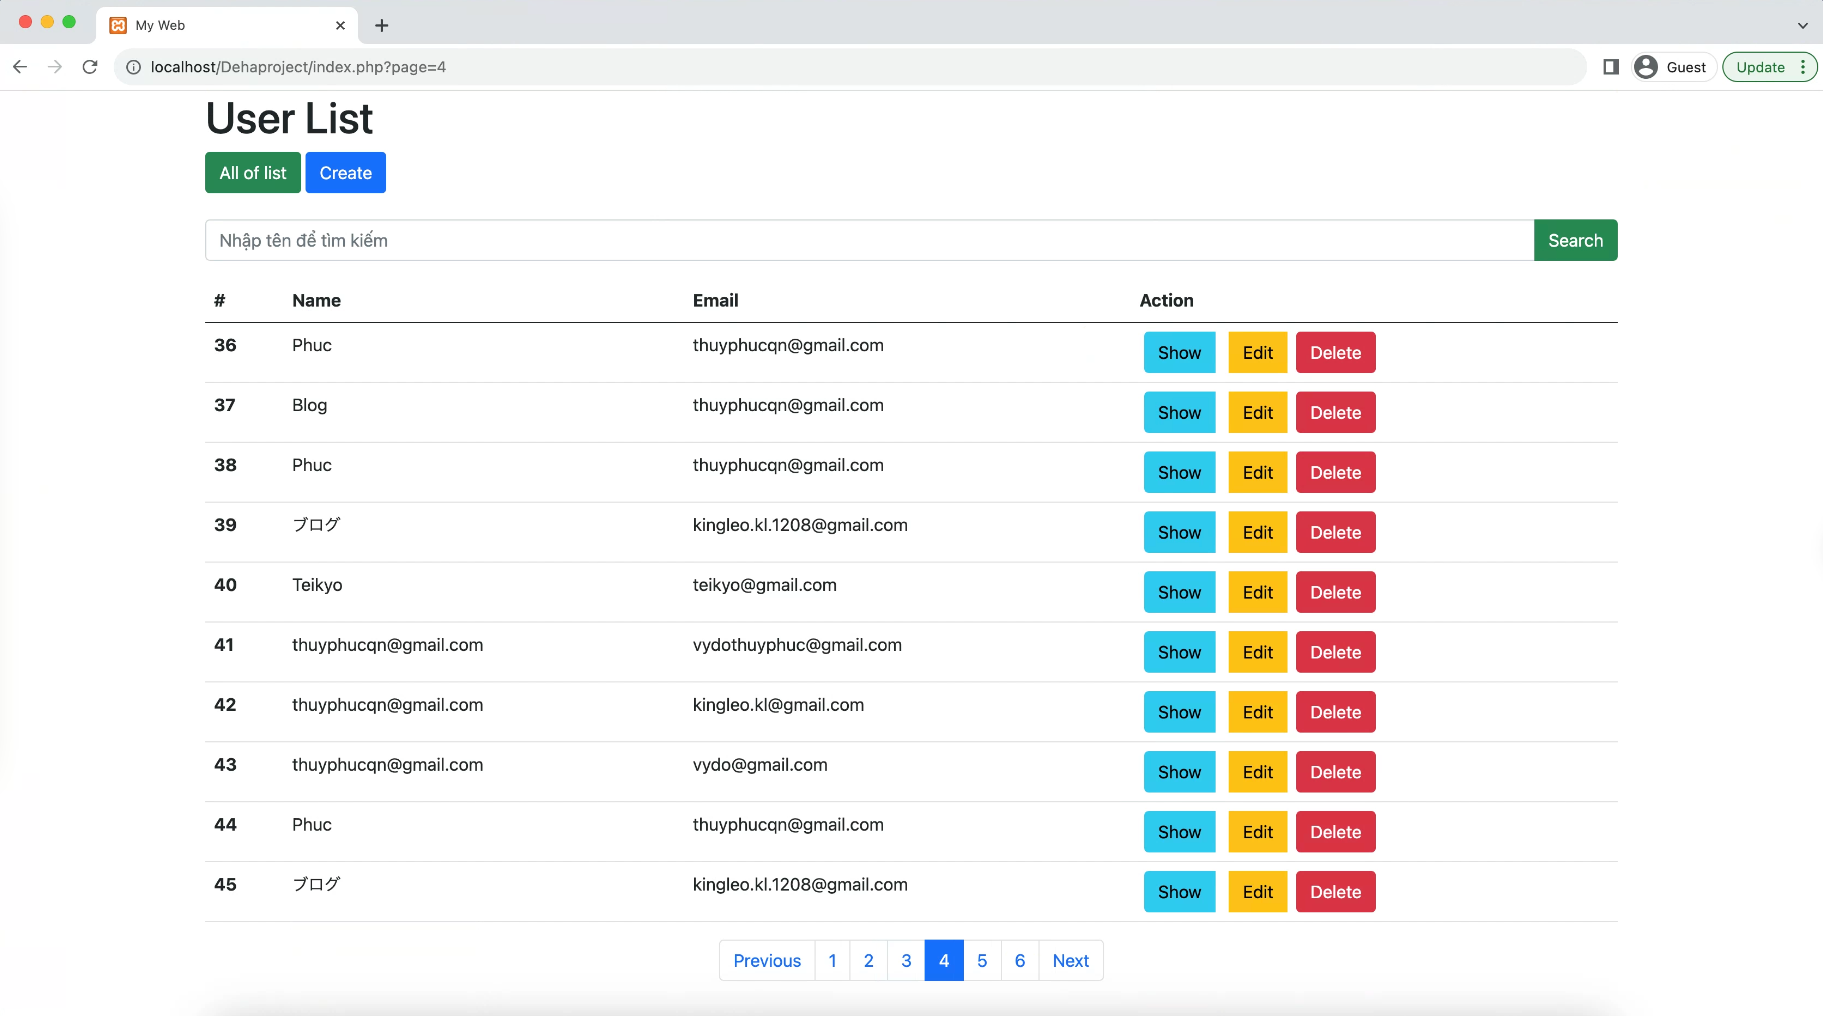 My Web
localhost/Dehaproject/index.php?page=4
Guest
Update
User List
All of list Create
Nhập tên để tìm kiếm Search
# Name Email Action
36 Phuc thuyphucqn@gmail.com Show Edit Delete
37 Blog thuyphucqn@gmail.com Show Edit Delete
38 Phuc thuyphucqn@gmail.com Show Edit Delete
39 ブログ kingleo.kl.1208@gmail.com Show Edit Delete
40 Teikyo teikyo@gmail.com Show Edit Delete
41 thuyphucqn@gmail.com vydothuyphuc@gmail.com Show Edit Delete
42 thuyphucqn@gmail.com kingleo.kl@gmail.com Show Edit Delete
43 thuyphucqn@gmail.com vydo@gmail.com Show Edit Delete
44 Phuc thuyphucqn@gmail.com Show Edit Delete
45 ブログ kingleo.kl.1208@gmail.com Show Edit Delete
Previous 1 2 3 4 5 6 Next